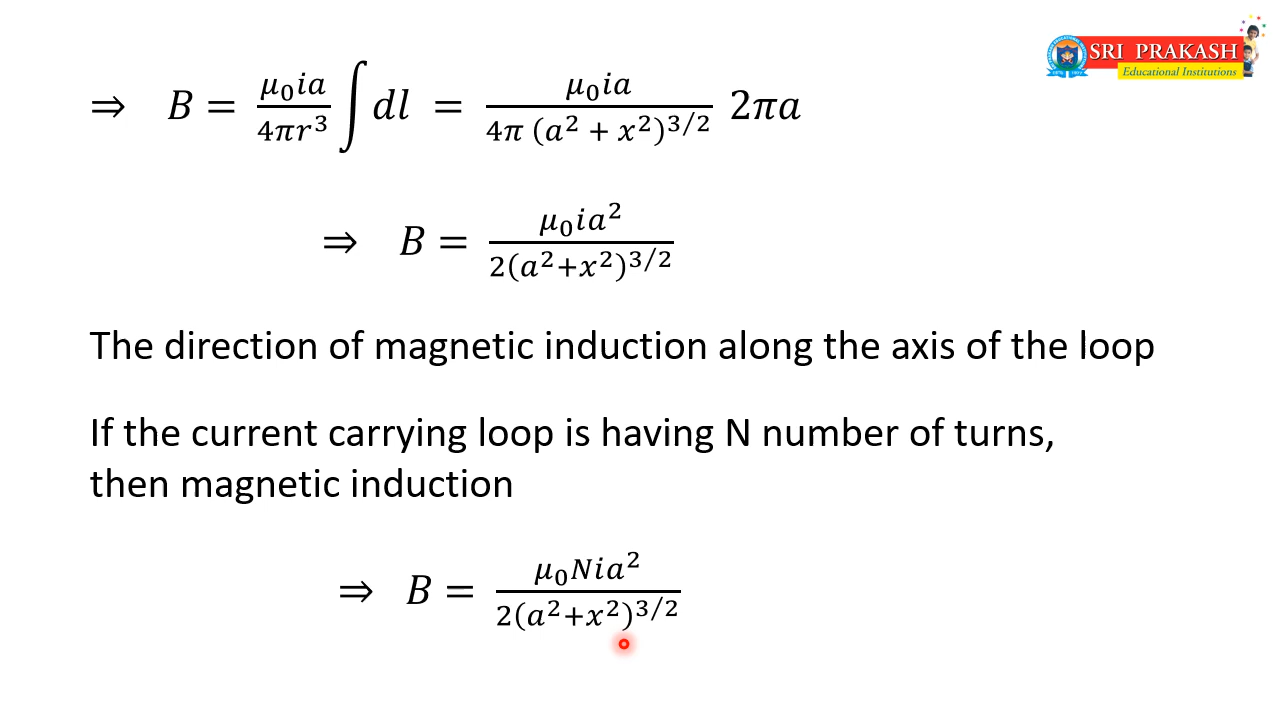 SRI PRAKASH
Educational Institutions
⇒ B = μ₀ia/4πr³ ∫dl = μ₀ia/4π (a² + x²)^3/2 2πa
⇒ B = μ₀ia²/2(a²+x²)^3/2
The direction of magnetic induction along the axis of the loop
If the current carrying loop is having N number of turns,
then magnetic induction
⇒ B = μ₀Nia²/2(a²+x²)^3/2